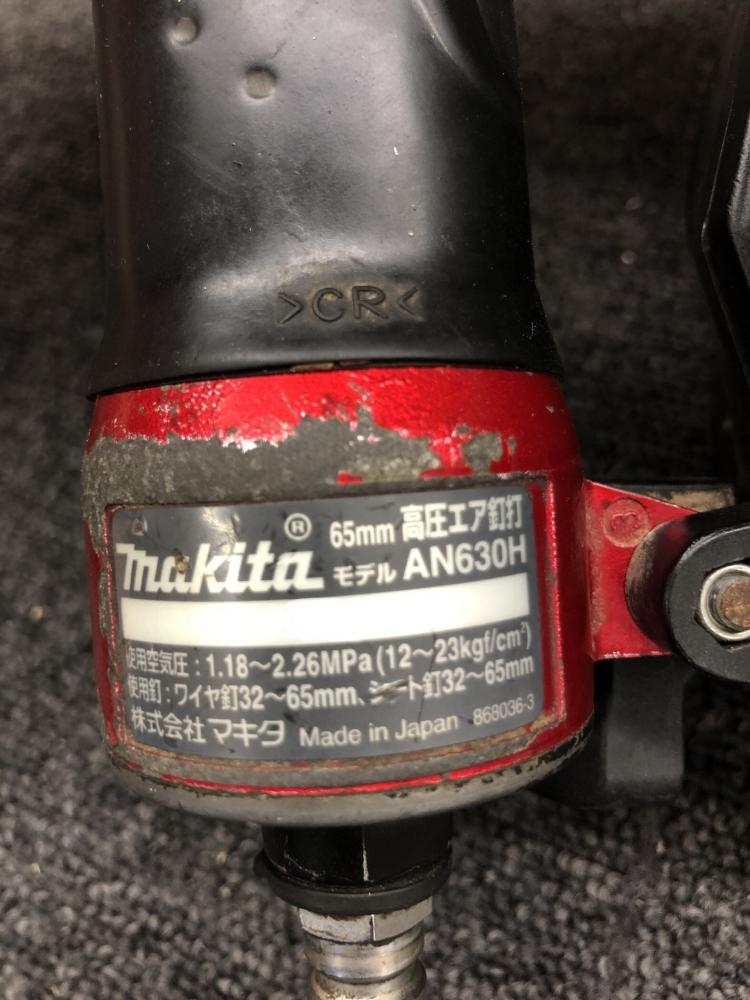 >CR<
makita® 65mm 高圧エア釘打
モデル AN630H
使用空気圧：1.18～2.26MPa（12～23kgf/cm²）
使用釘：ワイヤ釘32～65mm、シート釘32～65mm
株式会社マキタ Made in Japan 868036-3
3